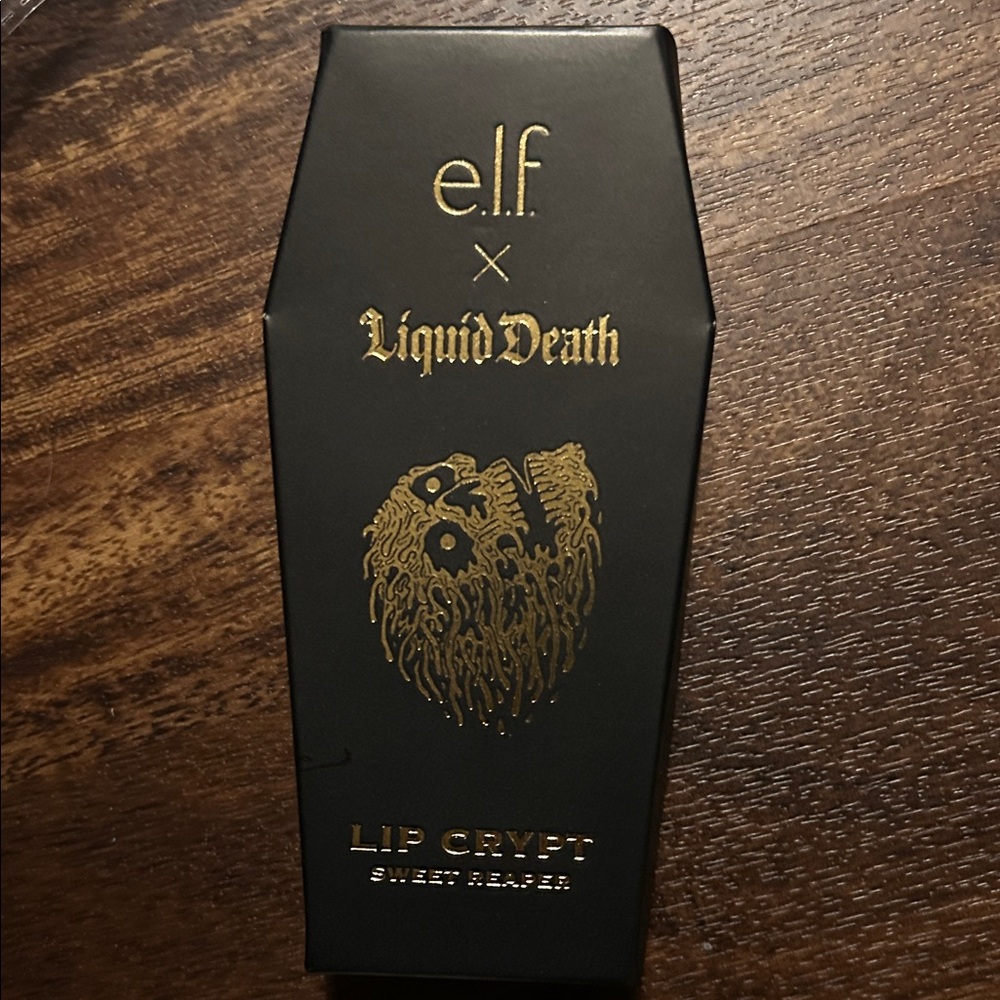 e.l.f.
×
Liquid Death
LIP CRYPT
SWEET REAPER